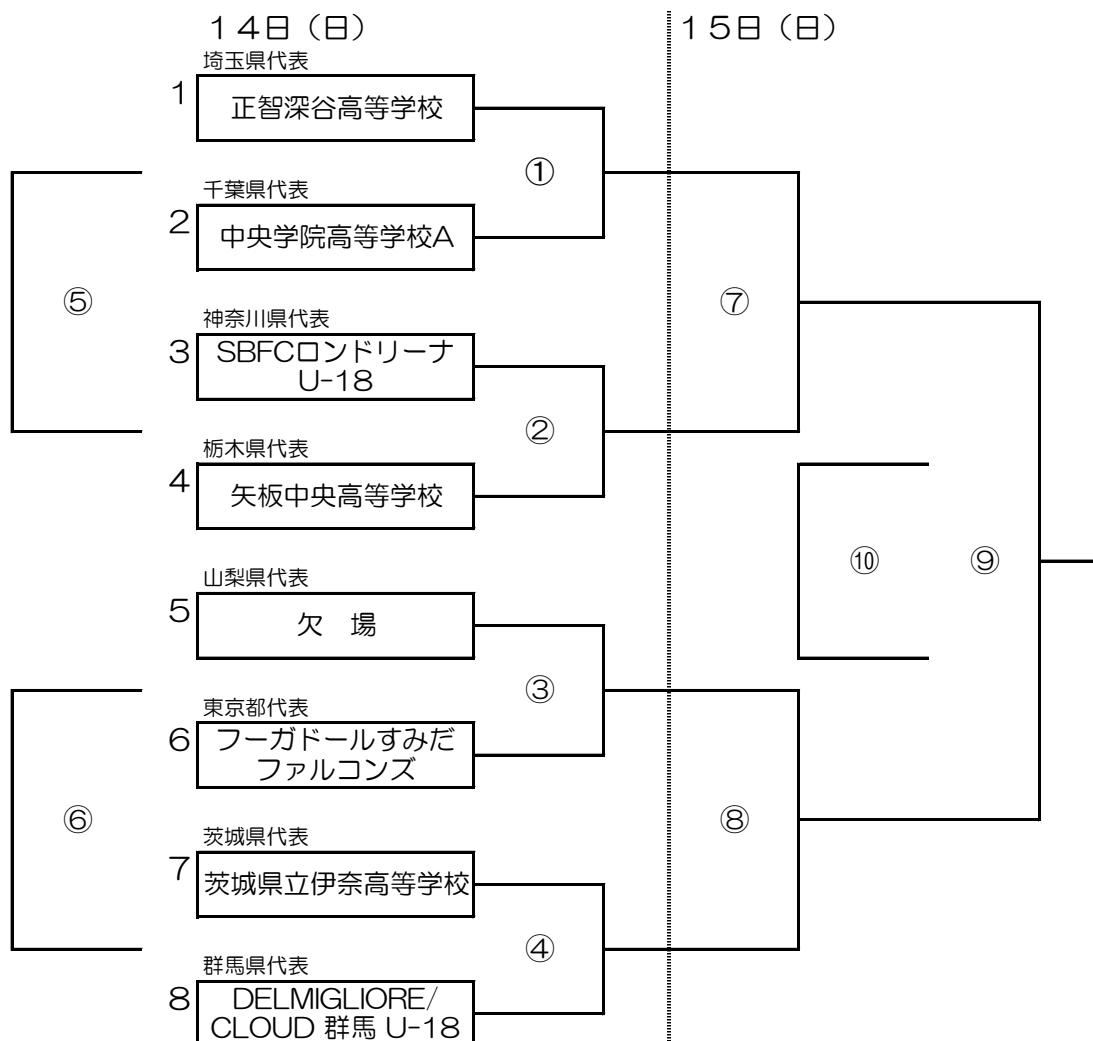 １４日（日）
１５日（日）
埼玉県代表
1
正智深谷高等学校
①
千葉県代表
2
中央学院高等学校A
⑤
⑦
神奈川県代表
3
SBFCロンドリーナ
U-18
②
栃木県代表
4
矢板中央高等学校
⑩
⑨
山梨県代表
5
欠　場
③
東京都代表
6
フーガドールすみだ
ファルコンズ
⑥
⑧
茨城県代表
7
茨城県立伊奈高等学校
④
群馬県代表
8
DELMIGLIORE/
CLOUD 群馬 U-18